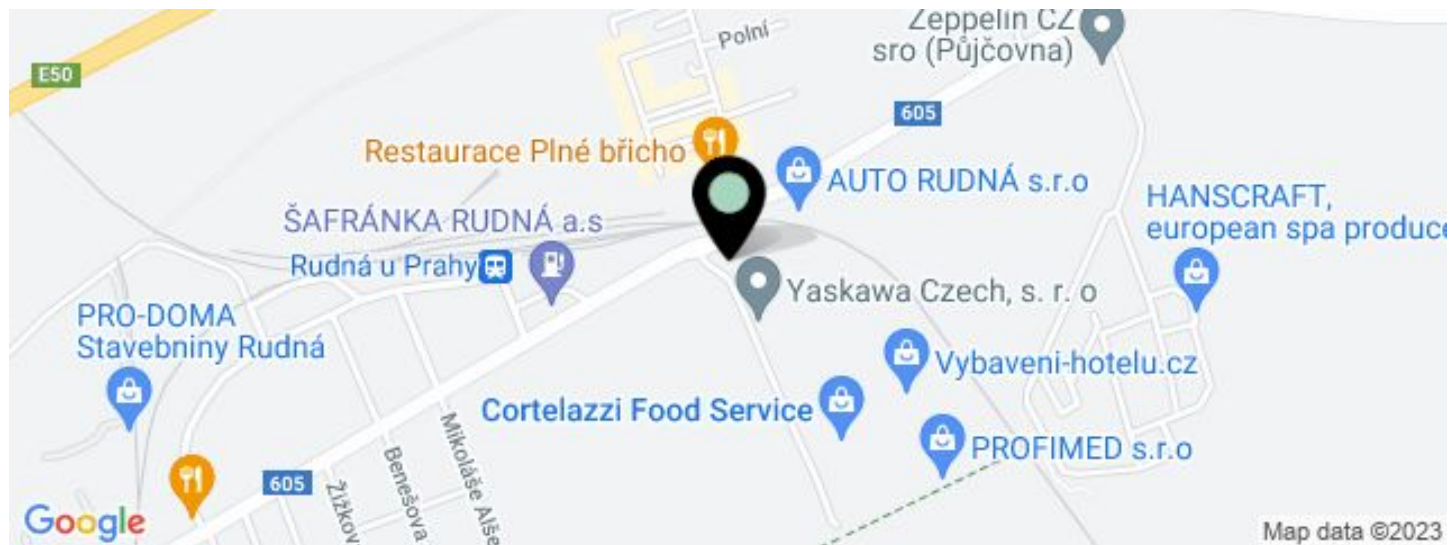 Zeppelin CZ
sro (Půjčovna)
Polní
E50
605
Restaurace Plné břicho
AUTO RUDNÁ s.r.o
HANSCRAFT,
european spa produce
ŠAFRÁNKA RUDNÁ a.s
Rudná u Prahy
Yaskawa Czech, s. r. o
PRO-DOMA
Stavebniny Rudná
Vybaveni-hotelu.cz
Cortelazzi Food Service
PROFIMED s.r.o
Mikoláše Alše
Benešova
Žižkov
605
Google
Map data ©2023